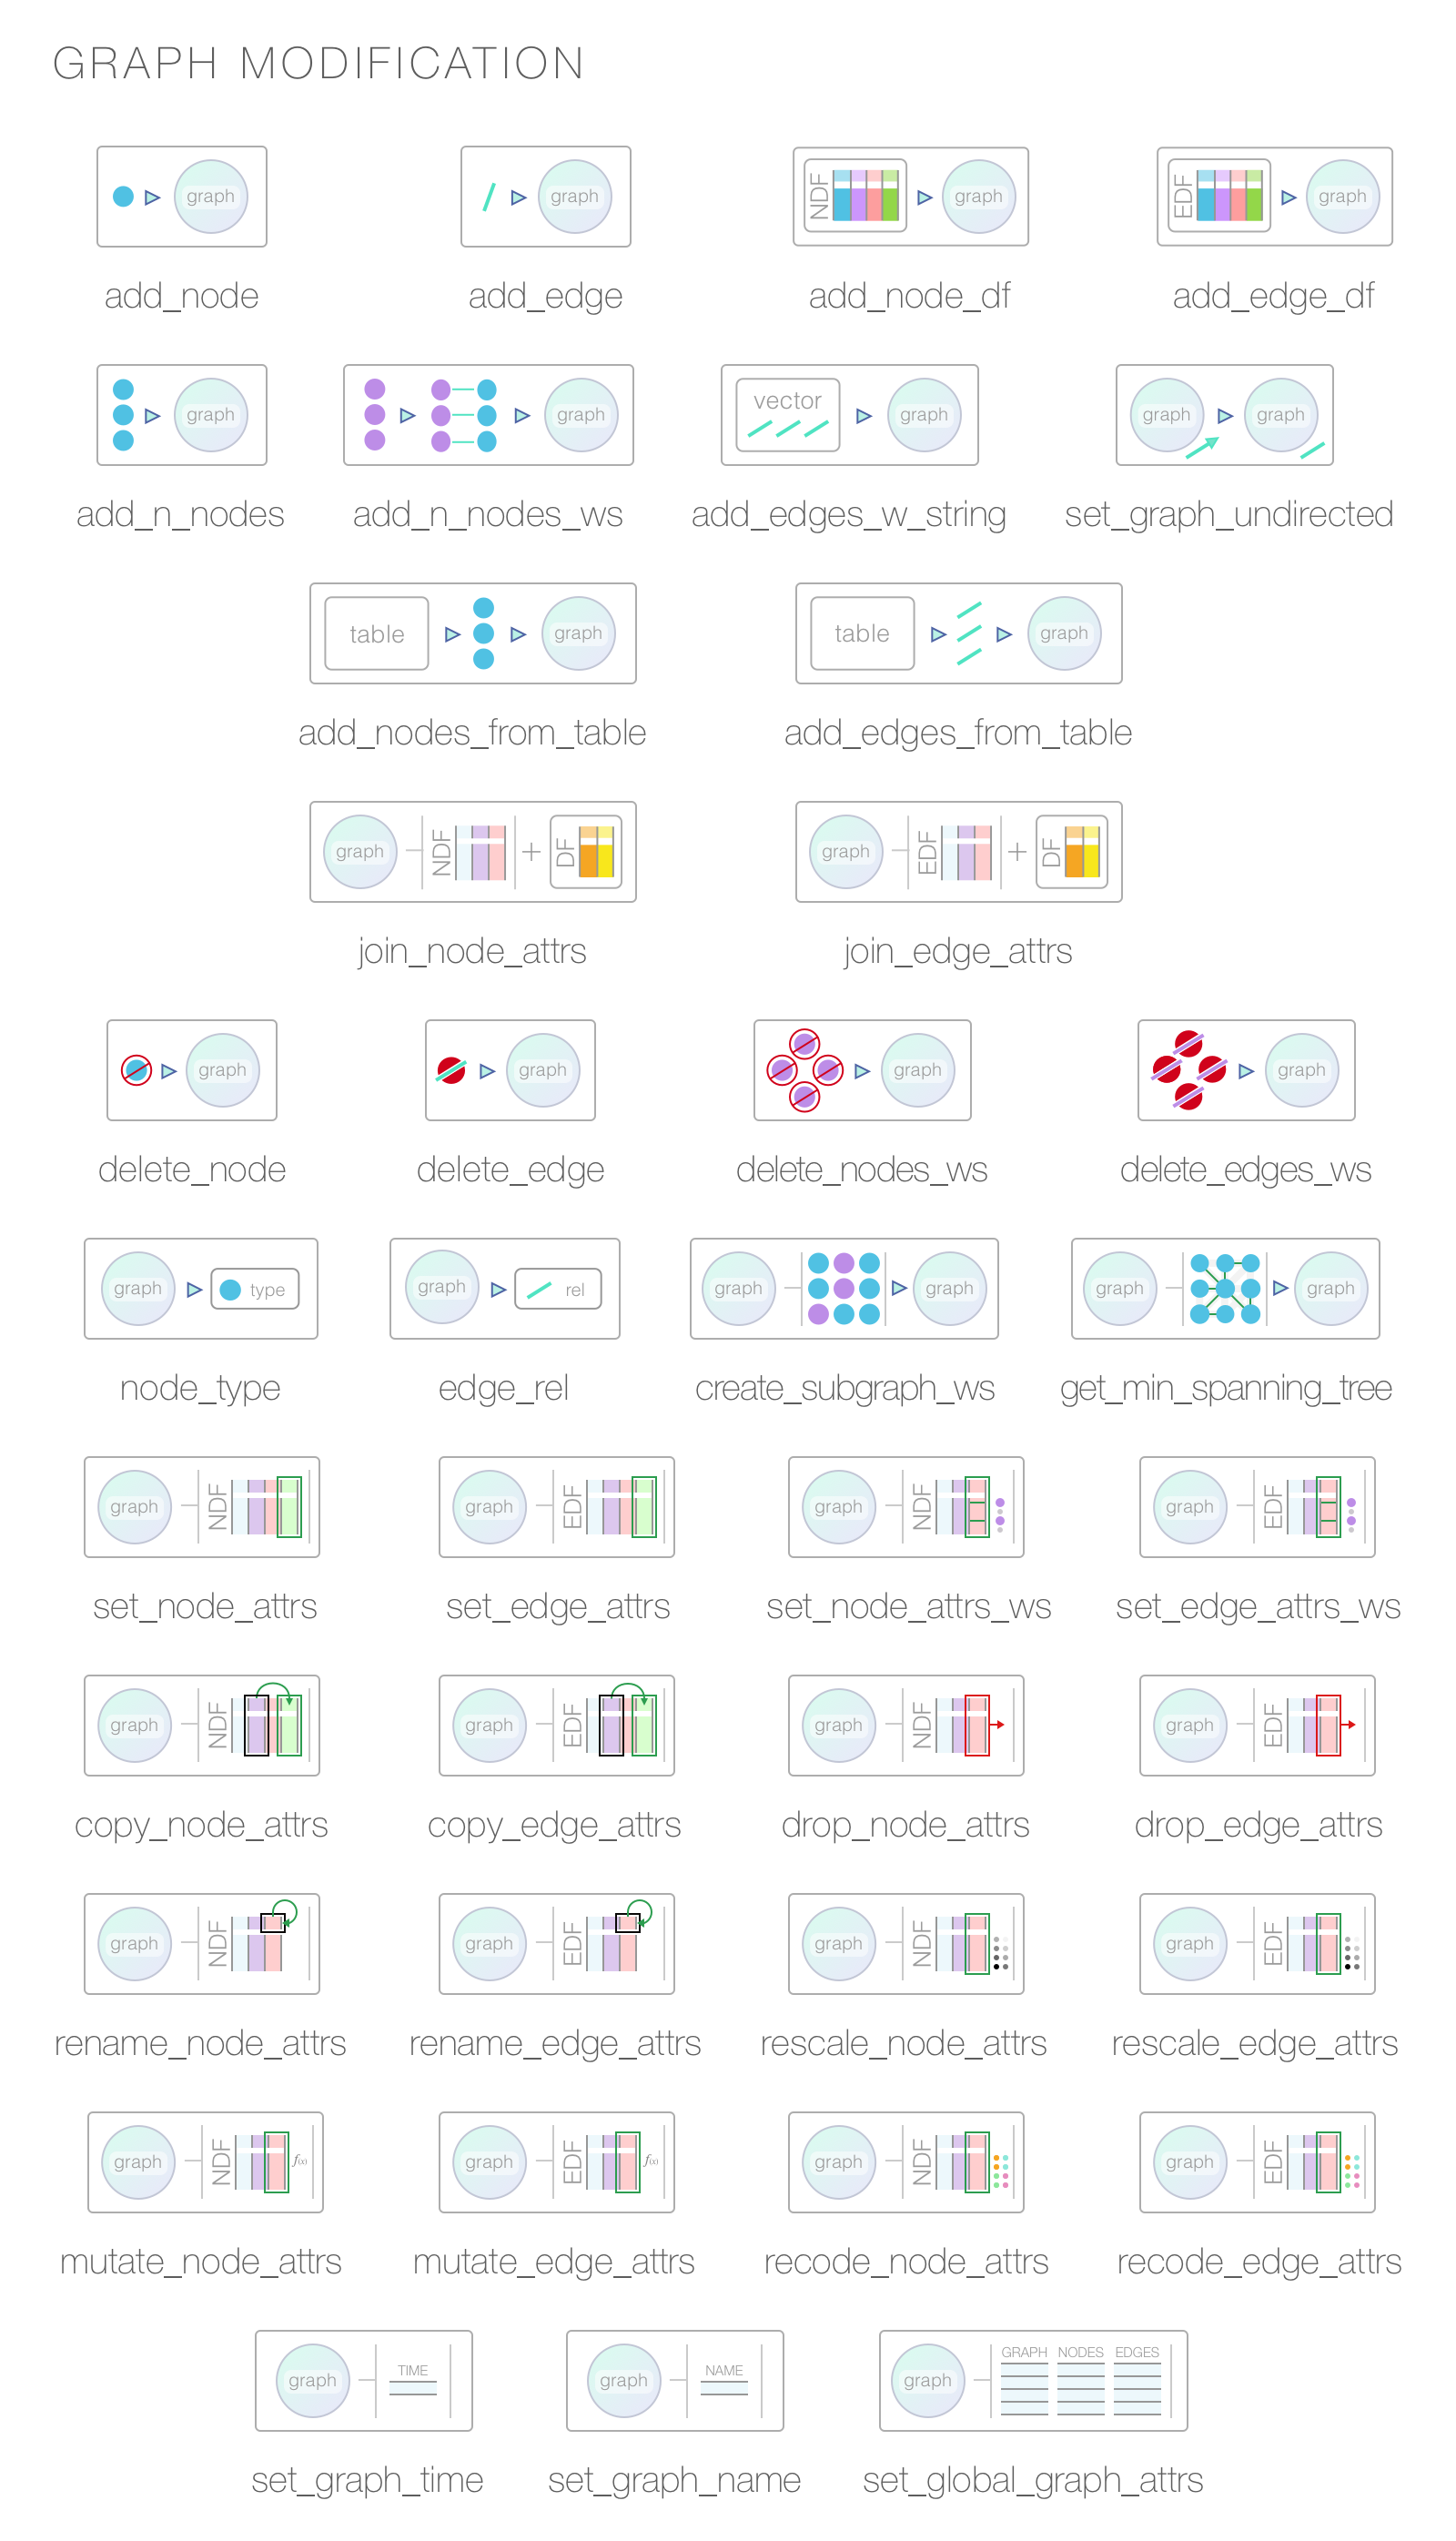 GRAPH MODIFICATION
graph
graph
NDF graph
EDF graph
add_node
add_edge
add_node_df
add_edge_df
graph
graph
vector graph
graph graph
add_n_nodes
add_n_nodes_ws
add_edges_w_string
set_graph_undirected
table graph
table graph
add_nodes_from_table
add_edges_from_table
graph NDF + DF
graph EDF + DF
join_node_attrs
join_edge_attrs
graph
graph
graph
graph
delete_node
delete_edge
delete_nodes_ws
delete_edges_ws
graph type
graph rel
graph graph
graph graph
node_type
edge_rel
create_subgraph_ws
get_min_spanning_tree
graph NDF
graph EDF
graph NDF
graph EDF
set_node_attrs
set_edge_attrs
set_node_attrs_ws
set_edge_attrs_ws
graph NDF
graph EDF
graph NDF
graph EDF
copy_node_attrs
copy_edge_attrs
drop_node_attrs
drop_edge_attrs
graph NDF
graph EDF
graph NDF
graph EDF
rename_node_attrs
rename_edge_attrs
rescale_node_attrs
rescale_edge_attrs
graph NDF f(x)
graph EDF f(x)
graph NDF
graph EDF
mutate_node_attrs
mutate_edge_attrs
recode_node_attrs
recode_edge_attrs
graph TIME
graph NAME
graph GRAPH NODES EDGES
set_graph_time
set_graph_name
set_global_graph_attrs